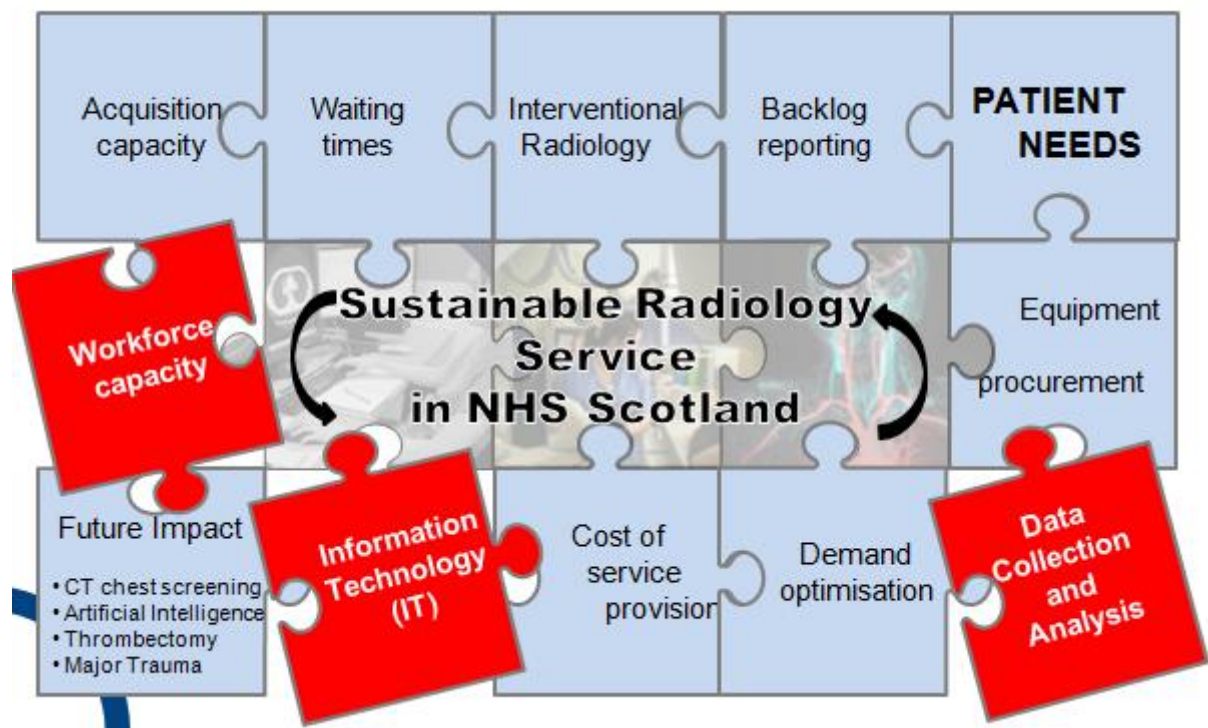 Acquisition
capacity
Waiting
times
Interventional
Radiology
Backlog
reporting
PATIENT
NEEDS
Workforce
capacity
Sustainable Radiology
Service
in NHS Scotland
Equipment
procurement
Future Impact
• CT chest screening
• Artificial Intelligence
• Thrombectomy
• Major Trauma
Information
Technology
(IT)
Cost of
service
provision
Demand
optimisation
Data
Collection
and
Analysis